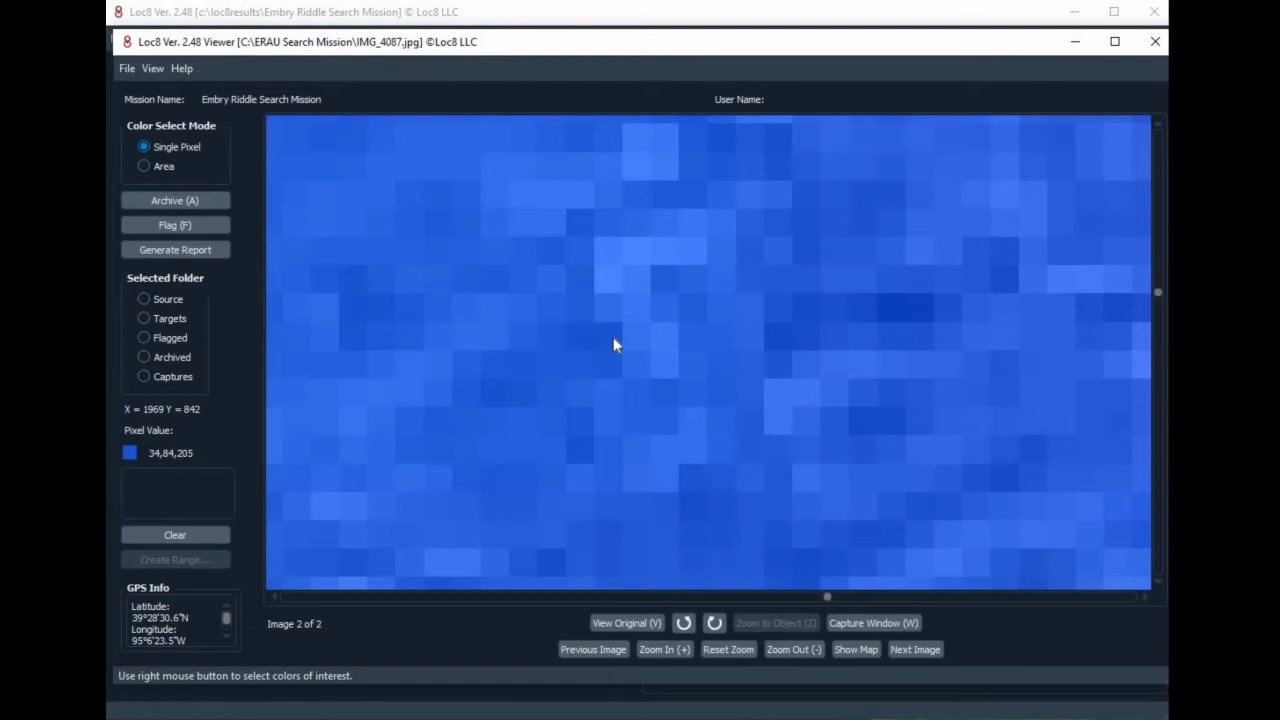 Loc8 Ver. 2.48 [c:\loc8results\Embry Riddle Search Mission] © Loc8 LLC
Loc8 Ver. 2.48 Viewer [C:\ERAU Search Mission\IMG_4087.jpg] ©Loc8 LLC
File View Help
Mission Name: Embry Riddle Search Mission User Name:
Color Select Mode
Single Pixel
Area
Archive (A)
Flag (F)
Generate Report
Selected Folder
Source
Targets
Flagged
Archived
Captures
X = 1969 Y = 842
Pixel Value:
34,84,205
Clear
Create Range...
GPS Info
Latitude:
39°28'30.6"N
Longitude:
95°6'23.5"W
Image 2 of 2
View Original (V) Zoom to Object (Z) Capture Window (W)
Previous Image Zoom In (+) Reset Zoom Zoom Out (-) Show Map Next Image
Use right mouse button to select colors of interest.